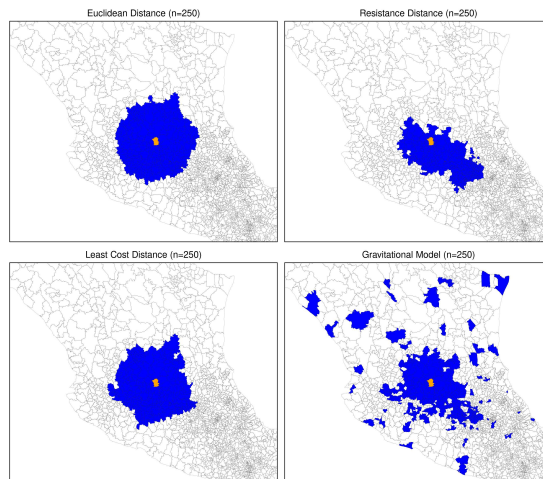 Euclidean Distance (n=250)
Resistance Distance (n=250)
Least Cost Distance (n=250)
Gravitational Model (n=250)